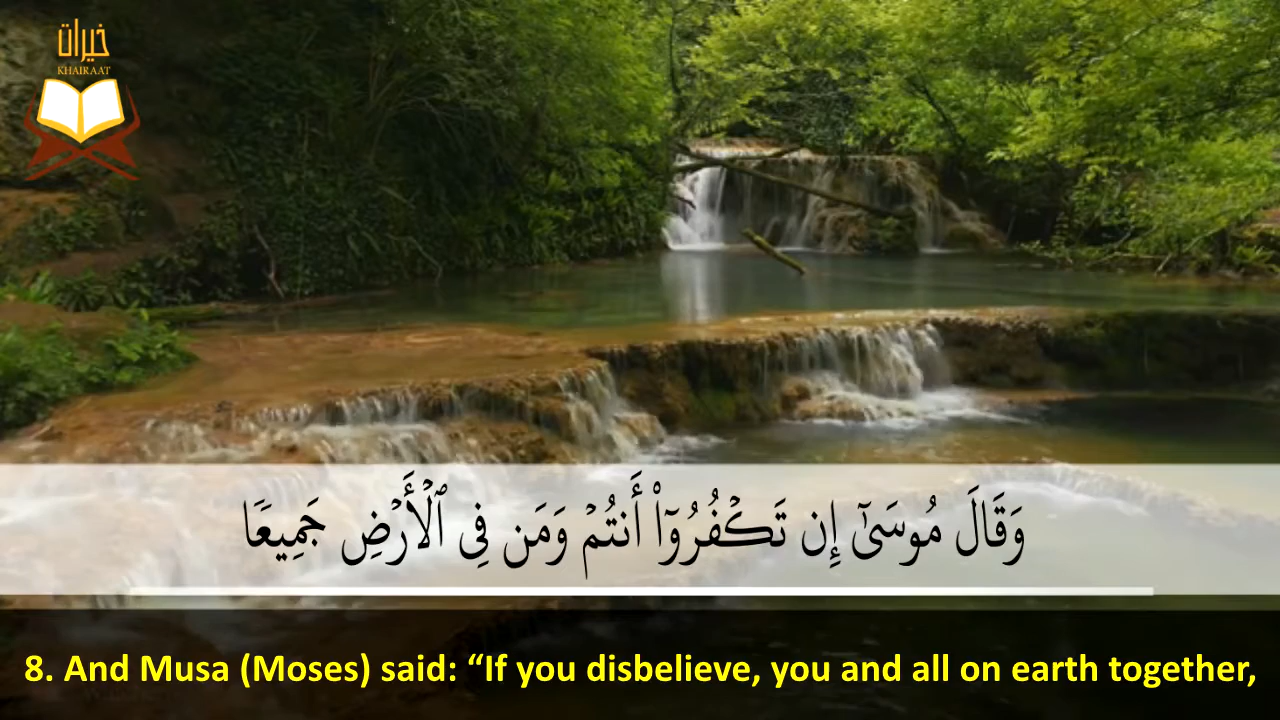 خيرات
KHAIRAAT
وَقَالَ مُوسَىٰٓ إِن تَكْفُرُوٓا۟ أَنتُمْ وَمَن فِى ٱلْأَرْضِ جَمِيعًا
8. And Musa (Moses) said: “If you disbelieve, you and all on earth together,